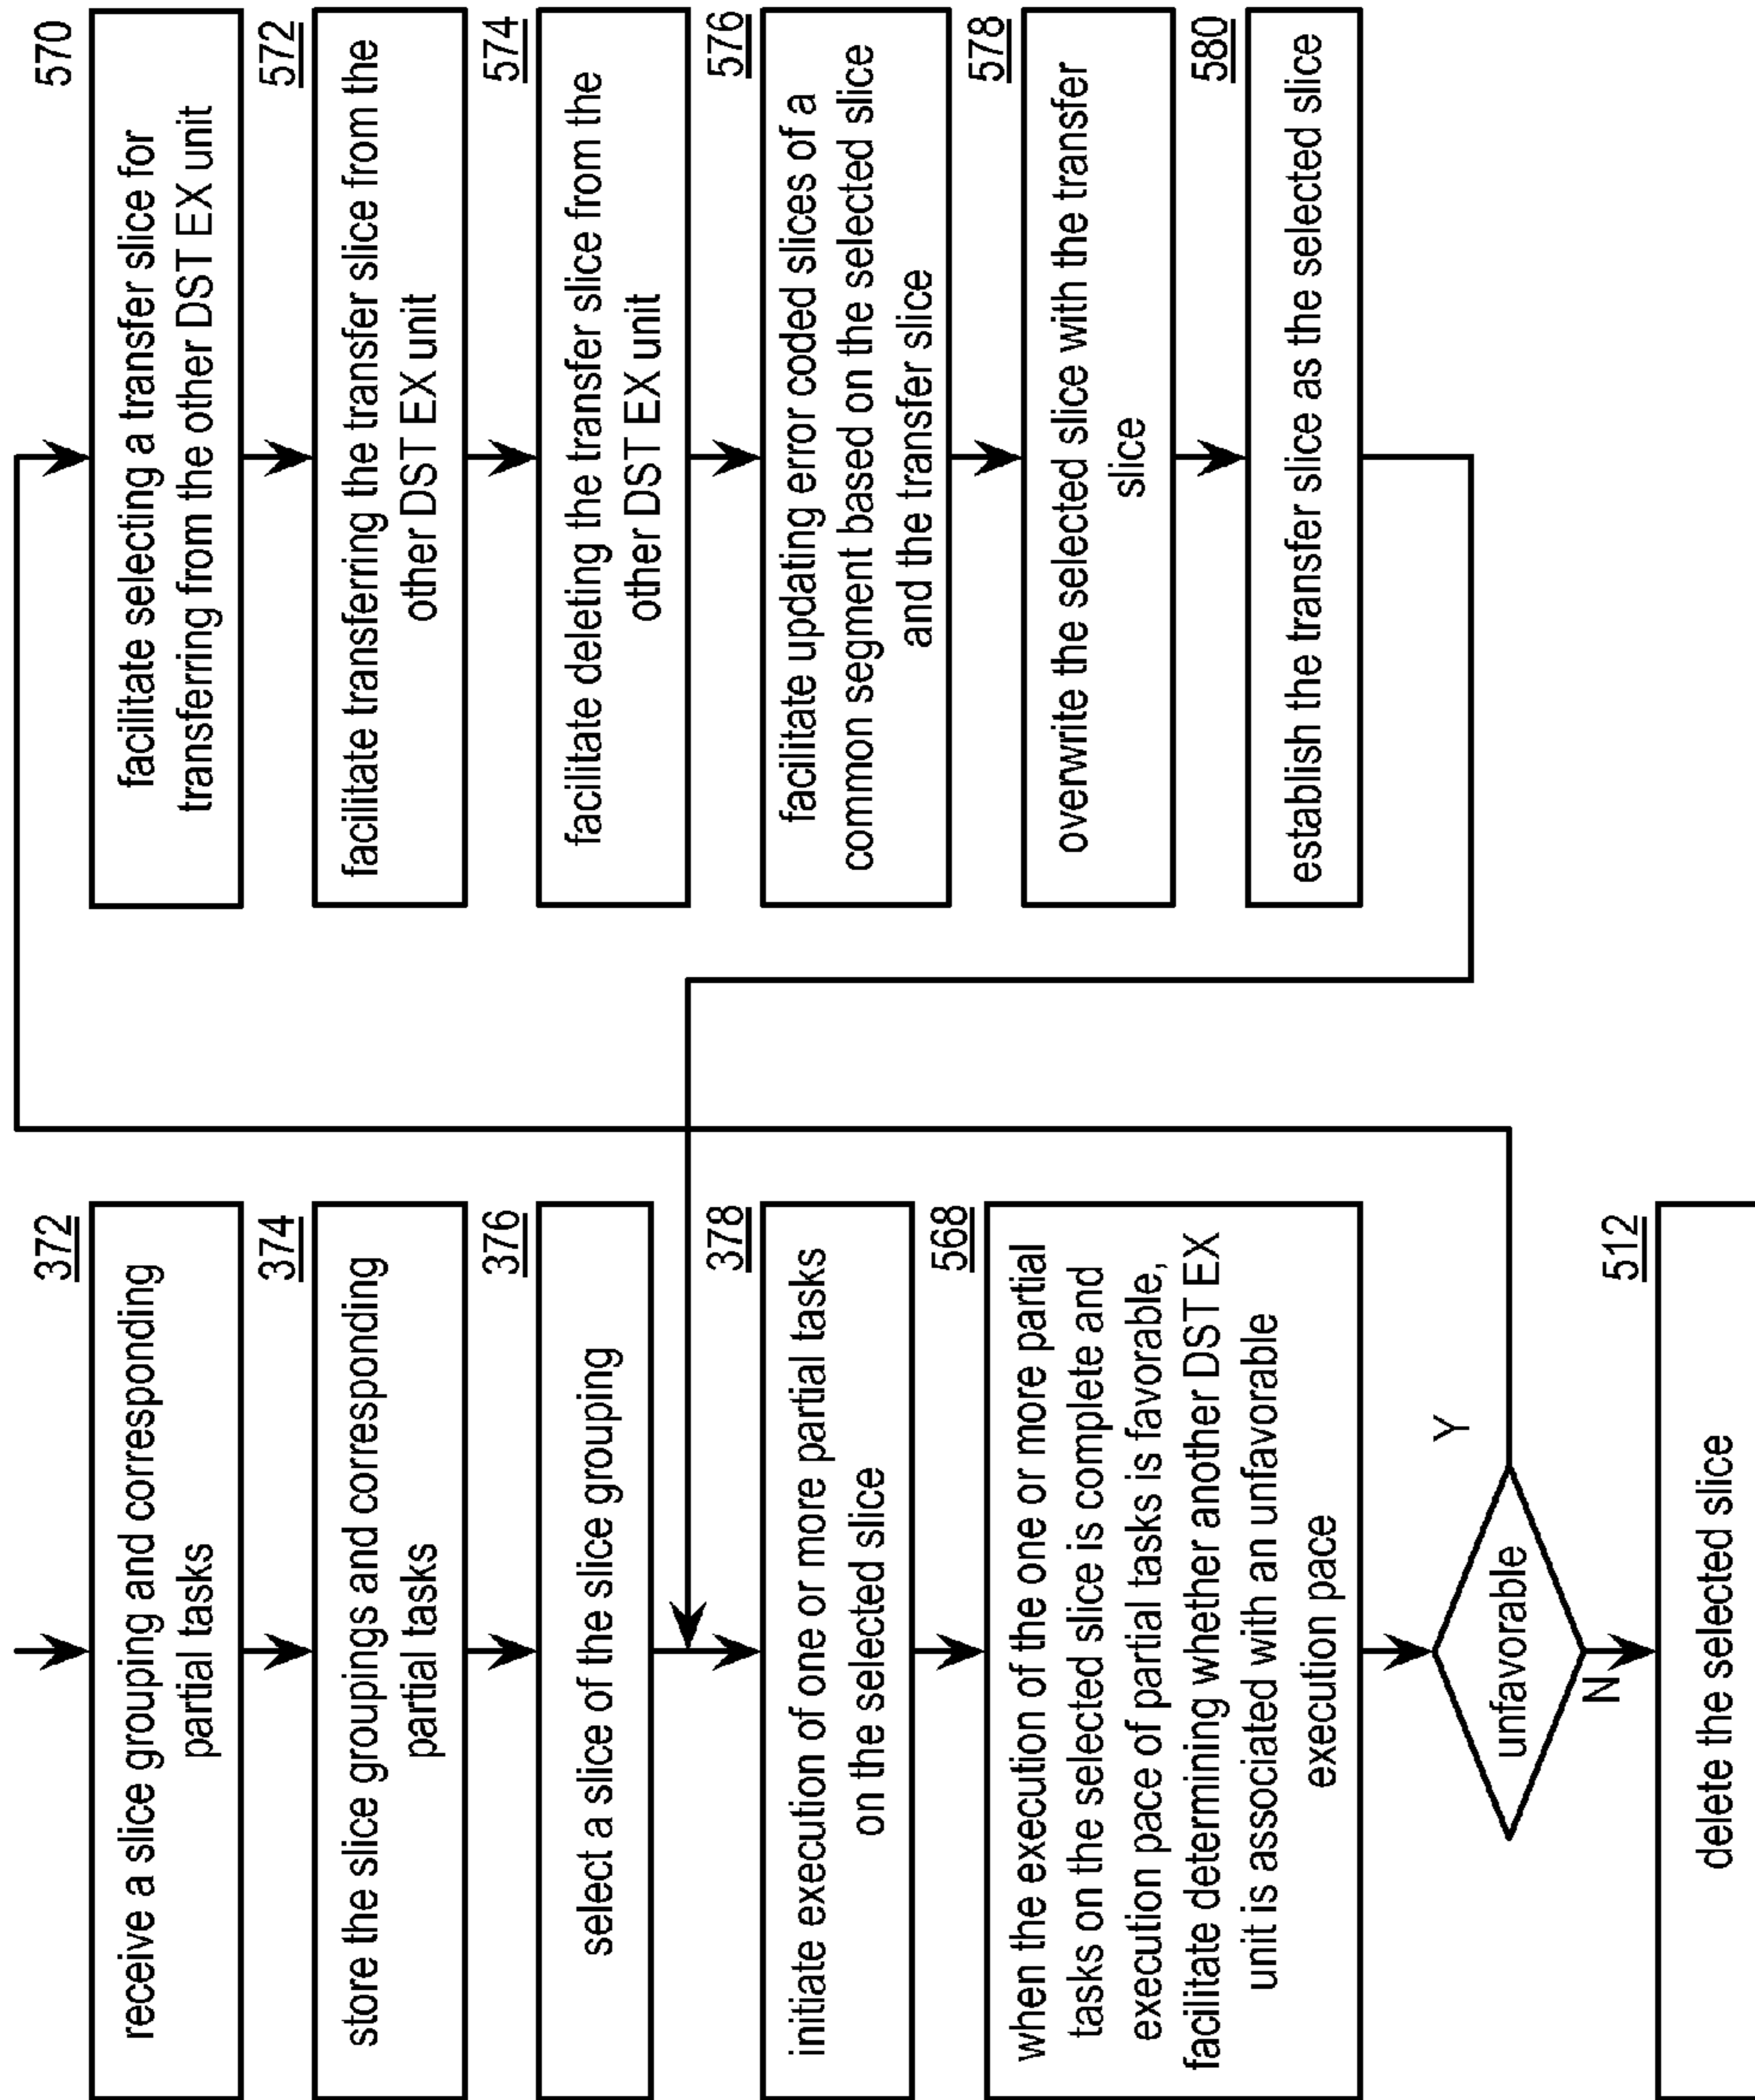 372
receive a slice grouping and corresponding
partial tasks
374
store the slice groupings and corresponding
partial tasks
376
select a slice of the slice grouping
378
initiate execution of one or more partial tasks
on the selected slice
568
when the execution of the one or more partial
tasks on the selected slice is complete and
execution pace of partial tasks is favorable,
facilitate determining whether another DST EX
unit is associated with an unfavorable
execution pace
unfavorable
Y
N
512
delete the selected slice
570
facilitate selecting a transfer slice for
transferring from the other DST EX unit
572
facilitate transferring the transfer slice from the
other DST EX unit
574
facilitate deleting the transfer slice from the
other DST EX unit
576
facilitate updating error coded slices of a
common segment based on the selected slice
and the transfer slice
578
overwrite the selected slice with the transfer
slice
580
establish the transfer slice as the selected slice